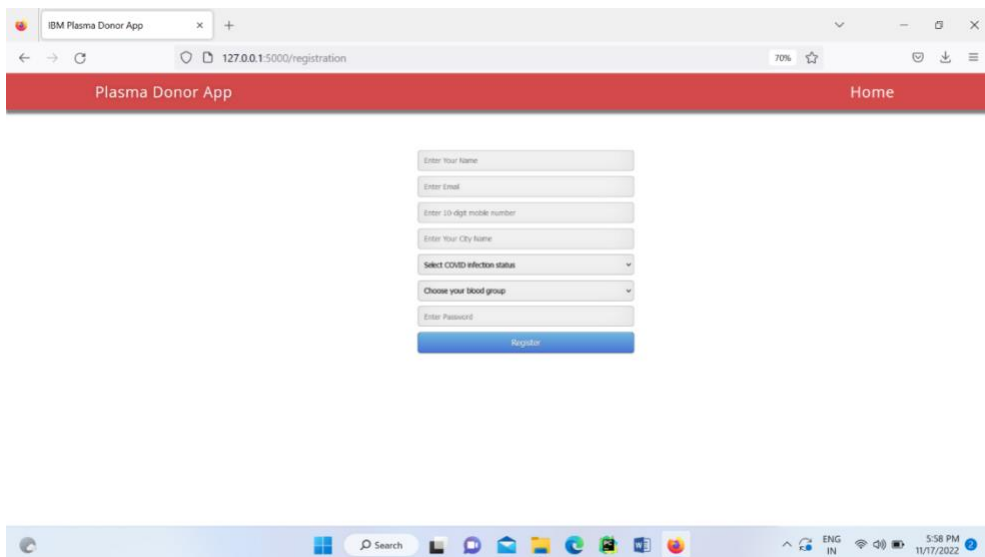 IBM Plasma Donor App
127.0.0.1:5000/registration
70%
Plasma Donor App
Home
Enter Your Name
Enter Email
Enter 10-digit mobile number
Enter Your City Name
Select COVID infection status
Choose your blood group
Enter Password
Register
Search
ENG
IN
5:58 PM
11/17/2022
2